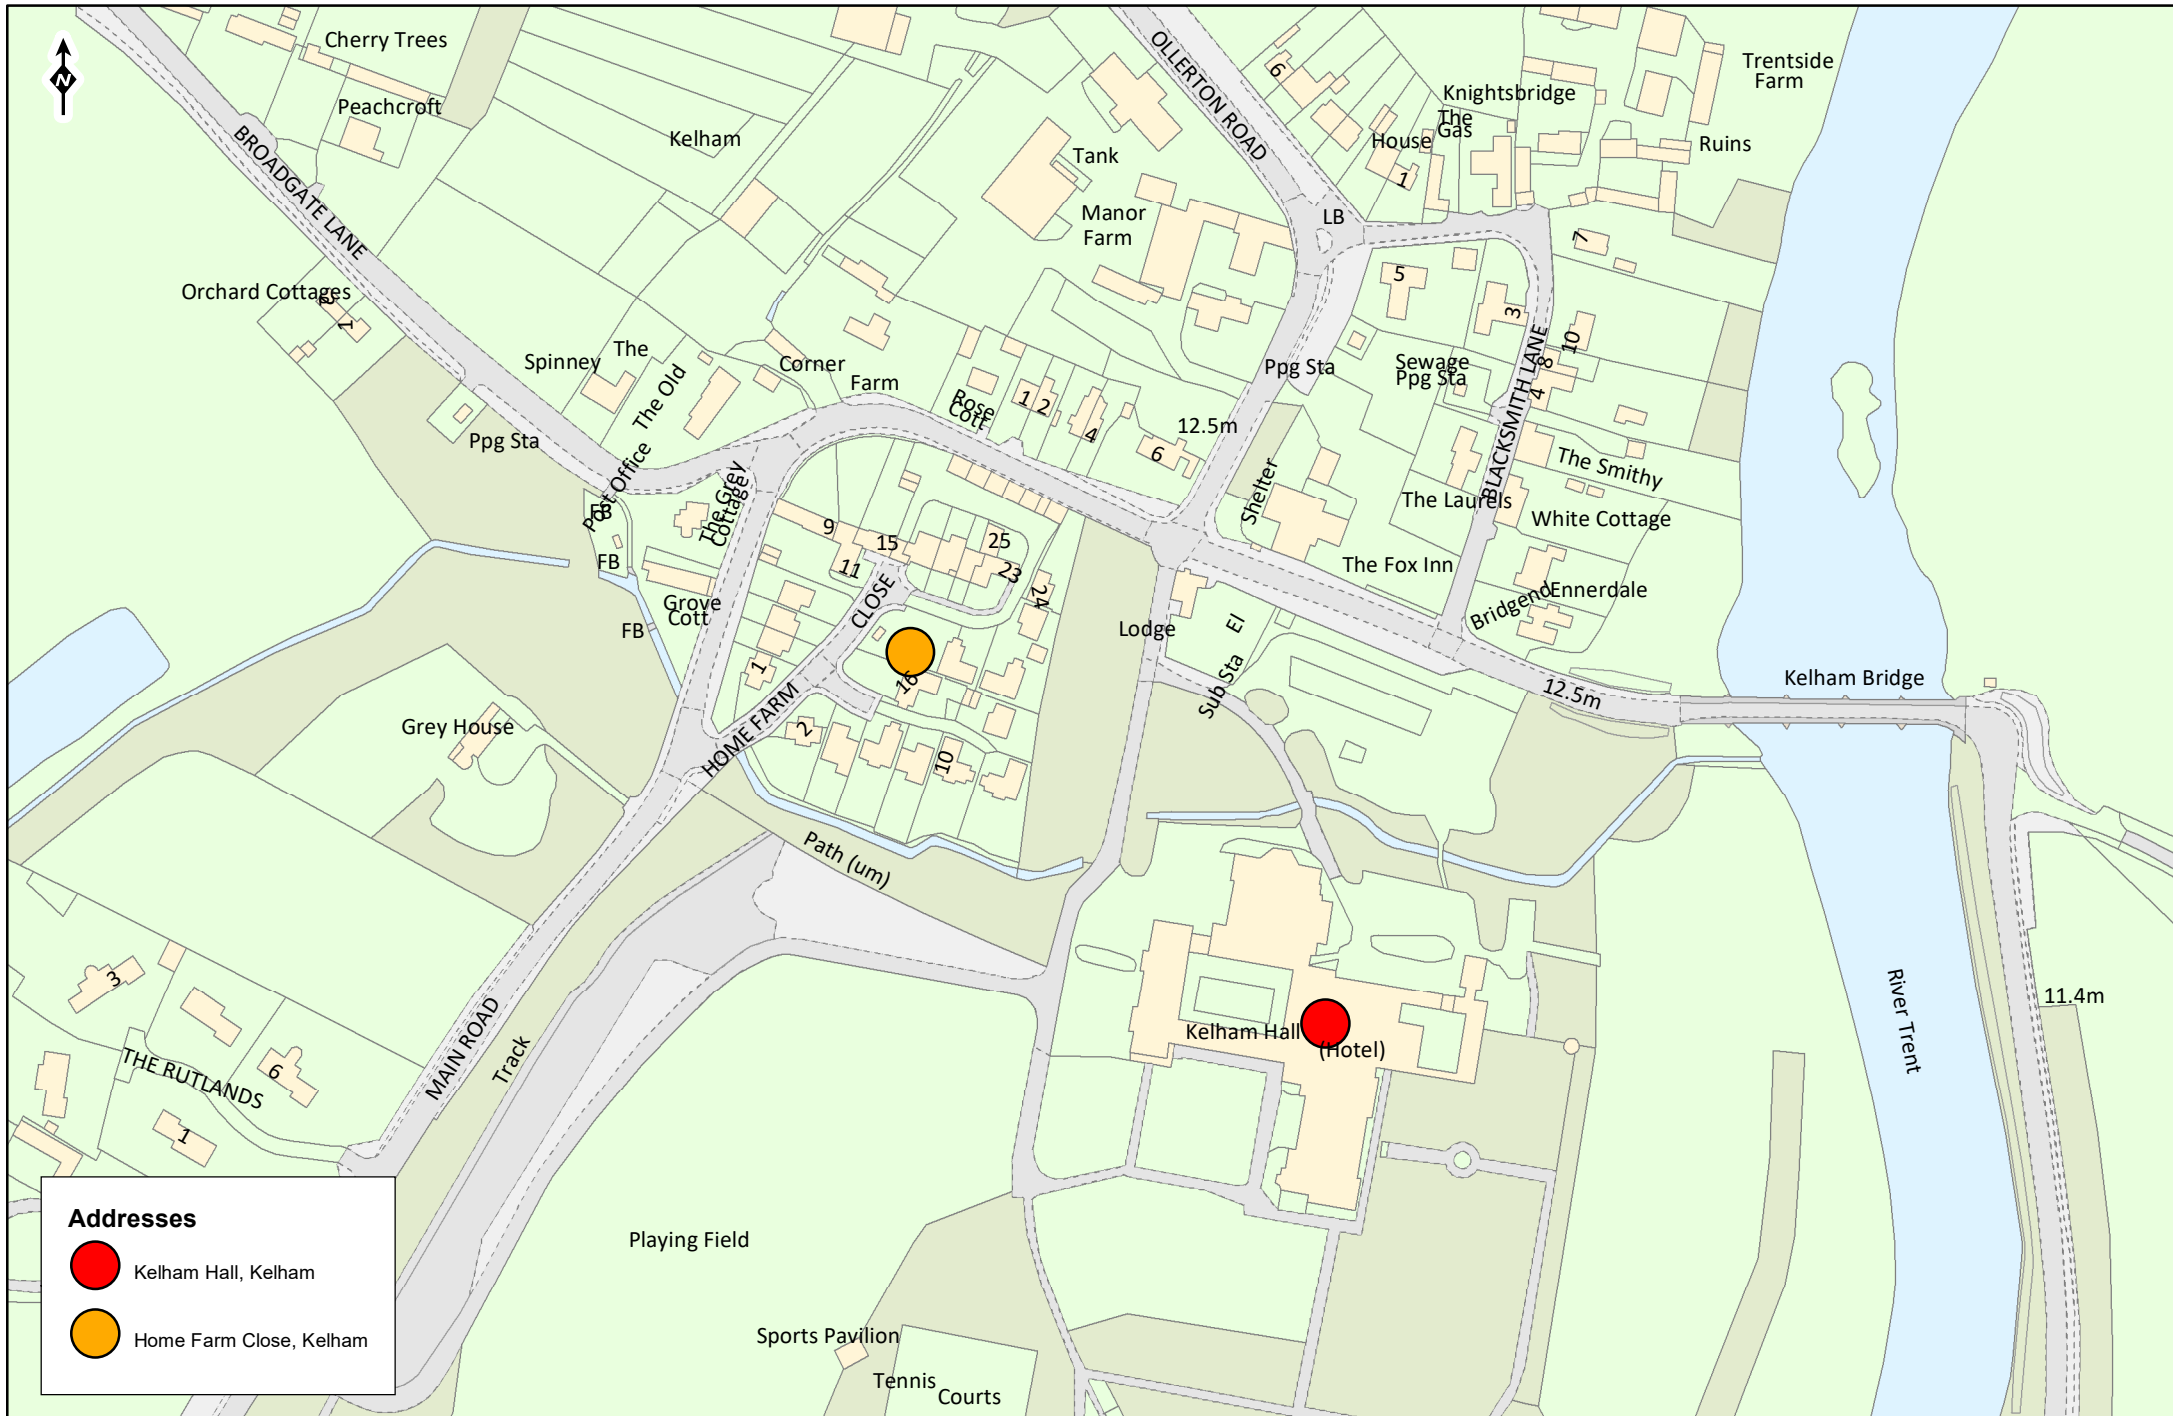 Cherry Trees
Peachcroft
BROADGATE LANE
Kelham
OLLERTON ROAD
6
Knightsbridge
The
Gas
House
1
Trentside
Farm
Ruins
Tank
Manor
Farm
LB
7
5
3
10
8
4
BLACKSMITH LANE
Orchard Cottages
2
1
Spinney
The
The Old
Post Office
Corner
Farm
Rose
Cott
1
2
4
6
12.5m
Ppg Sta
Sewage
Ppg Sta
Ppg Sta
Shelter
The Smithy
The Laurels
White Cottage
The Fox Inn
Bridgend
Ennerdale
FB
FB
FB
The Grey
Cottage
9
15
11
25
23
24
Grove
Cott
CLOSE
HOME FARM
1
16
2
10
Lodge
El
Sub Sta
12.5m
Kelham Bridge
Grey House
Path (um)
3
THE RUTLANDS
6
1
MAIN ROAD
Track
Kelham Hall
(Hotel)
River Trent
11.4m
Playing Field
Sports Pavilion
Tennis
Courts
N
Addresses
Kelham Hall, Kelham
Home Farm Close, Kelham